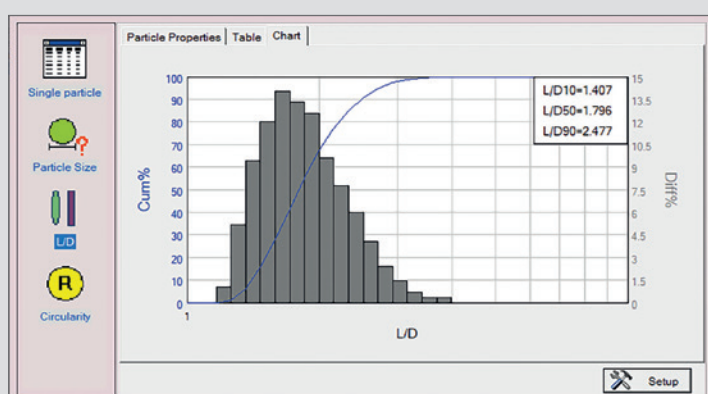 Particle Properties Table Chart
Single particle
Particle Size
L/D
R
Circularity
Cum%
100
90
80
70
60
50
40
30
20
10
0
1
L/D
L/D10=1.407
L/D50=1.796
L/D90=2.477
15
13.5
12
10.5
9
7.5
6
4.5
3
1.5
0
Diff%
Setup